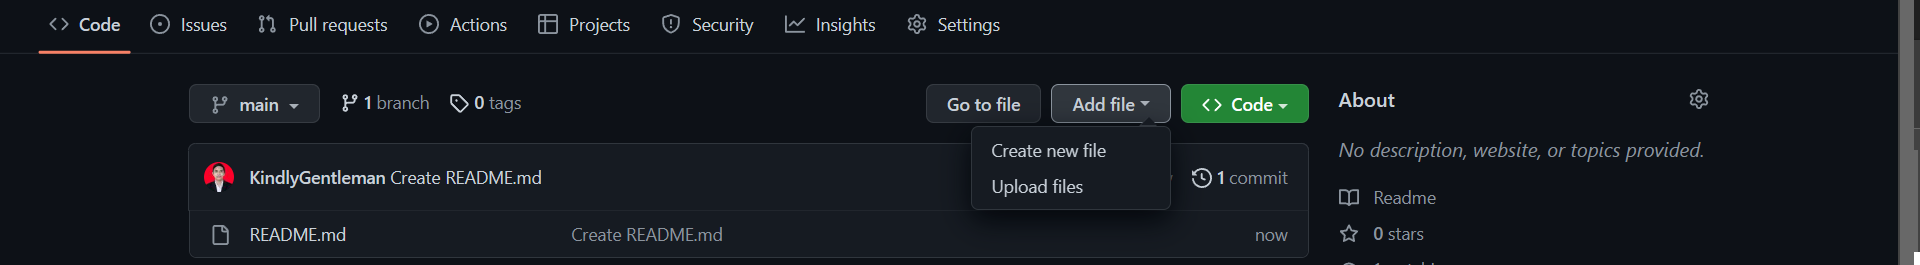 Code Issues Pull requests Actions Projects Security Insights Settings
main 1 branch 0 tags Go to file Add file Code
Create new file
Upload files
KindlyGentleman Create README.md 1 commit
README.md Create README.md now
About
No description, website, or topics provided.
Readme
0 stars